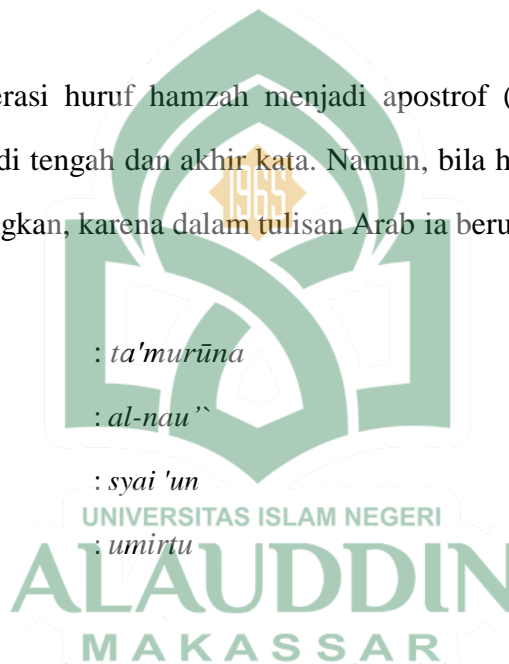 erasi huruf hamzah menjadi apostrof (
di tengah dan akhir kata. Namun, bila h
gkan, karena dalam tulisan Arab ia beru
1965
: ta'murūna
: al-nau’`
: syai 'un
UNIVERSITAS ISLAM NEGERI
: umirtu
ALAUDDIN
MAKASSAR